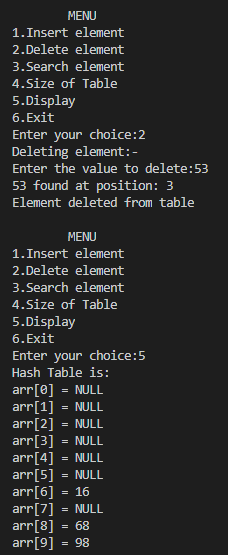 MENU
1.Insert element
2.Delete element
3.Search element
4.Size of Table
5.Display
6.Exit
Enter your choice:2
Deleting element:-
Enter the value to delete:53
53 found at position: 3
Element deleted from table
MENU
1.Insert element
2.Delete element
3.Search element
4.Size of Table
5.Display
6.Exit
Enter your choice:5
Hash Table is:
arr[0] = NULL
arr[1] = NULL
arr[2] = NULL
arr[3] = NULL
arr[4] = NULL
arr[5] = NULL
arr[6] = 16
arr[7] = NULL
arr[8] = 68
arr[9] = 98